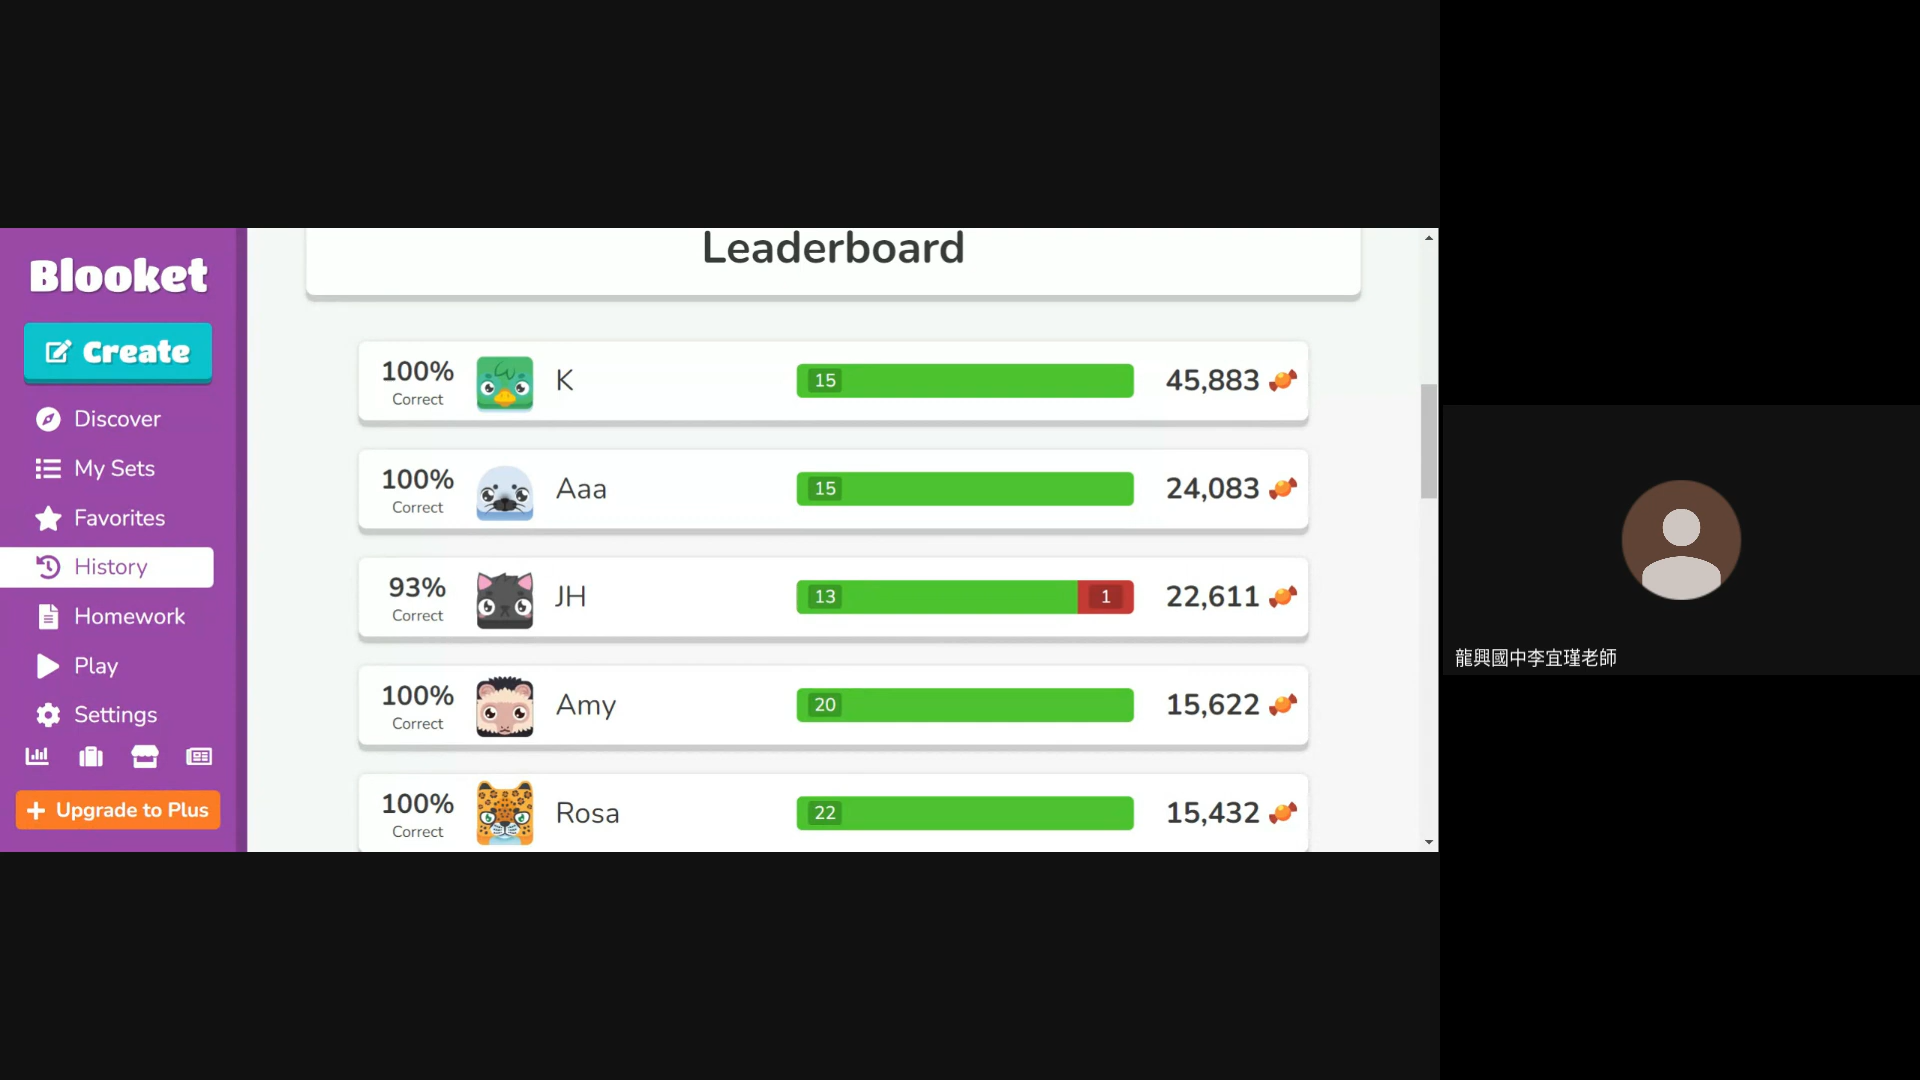 Blooket
Create
Discover
My Sets
Favorites
History
Homework
Play
Settings
Upgrade to Plus
Leaderboard
100%
Correct
K
15
45,883
100%
Correct
Aaa
15
24,083
93%
Correct
JH
13
1
22,611
100%
Correct
Amy
20
15,622
100%
Correct
Rosa
22
15,432
龍興國中李宜瑾老師